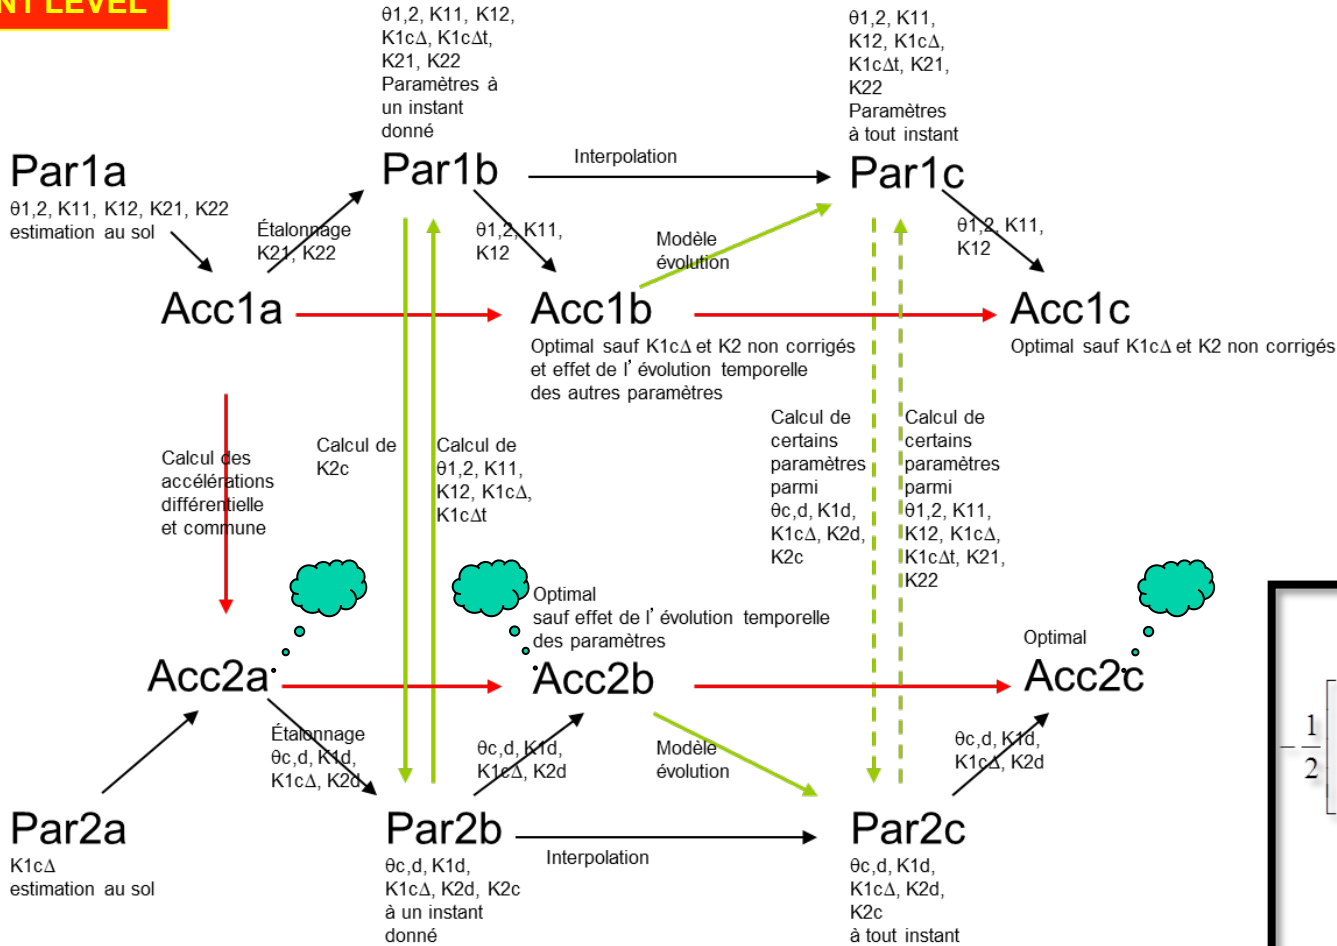 NT LEVEL
θ1,2, K11, K12,
K1cΔ, K1cΔt,
K21, K22
Paramètres à
un instant
donné
θ1,2, K11,
K12, K1cΔ,
K1cΔt, K21,
K22
Paramètres
à tout instant
Par1a
θ1,2, K11, K12, K21, K22
estimation au sol
Par1b
Interpolation
Par1c
Étalonnage
K21, K22
θ1,2, K11,
K12
Modèle
évolution
θ1,2, K11,
K12
Acc1a
Acc1b
Optimal sauf K1cΔ et K2 non corrigés
et effet de l’ évolution temporelle
des autres paramètres
Acc1c
Optimal sauf K1cΔ et K2 non corrigés
Calcul des
accélérations
différentielle
et commune
Calcul de
K2c
Calcul de
θ1,2, K11,
K12, K1cΔ,
K1cΔt
Calcul de
certains
paramètres
parmi
θc,d, K1d,
K1cΔ, K2d,
K2c
Calcul de
certains
paramètres
parmi
θ1,2, K11,
K12, K1cΔ,
K1cΔt, K21,
K22
Optimal
sauf effet de l’ évolution temporelle
des paramètres
Optimal
Acc2a
Acc2b
Acc2c
Étalonnage
θc,d, K1d,
K1cΔ, K2d
θc,d, K1d,
K1cΔ, K2d
Modèle
évolution
θc,d, K1d,
K1cΔ, K2d
Par2a
K1cΔ
estimation au sol
Par2b
θc,d, K1d,
K1cΔ, K2d, K2c
à un instant
donné
Interpolation
Par2c
θc,d, K1d,
K1cΔ, K2d,
K2c
à tout instant
−1/2[